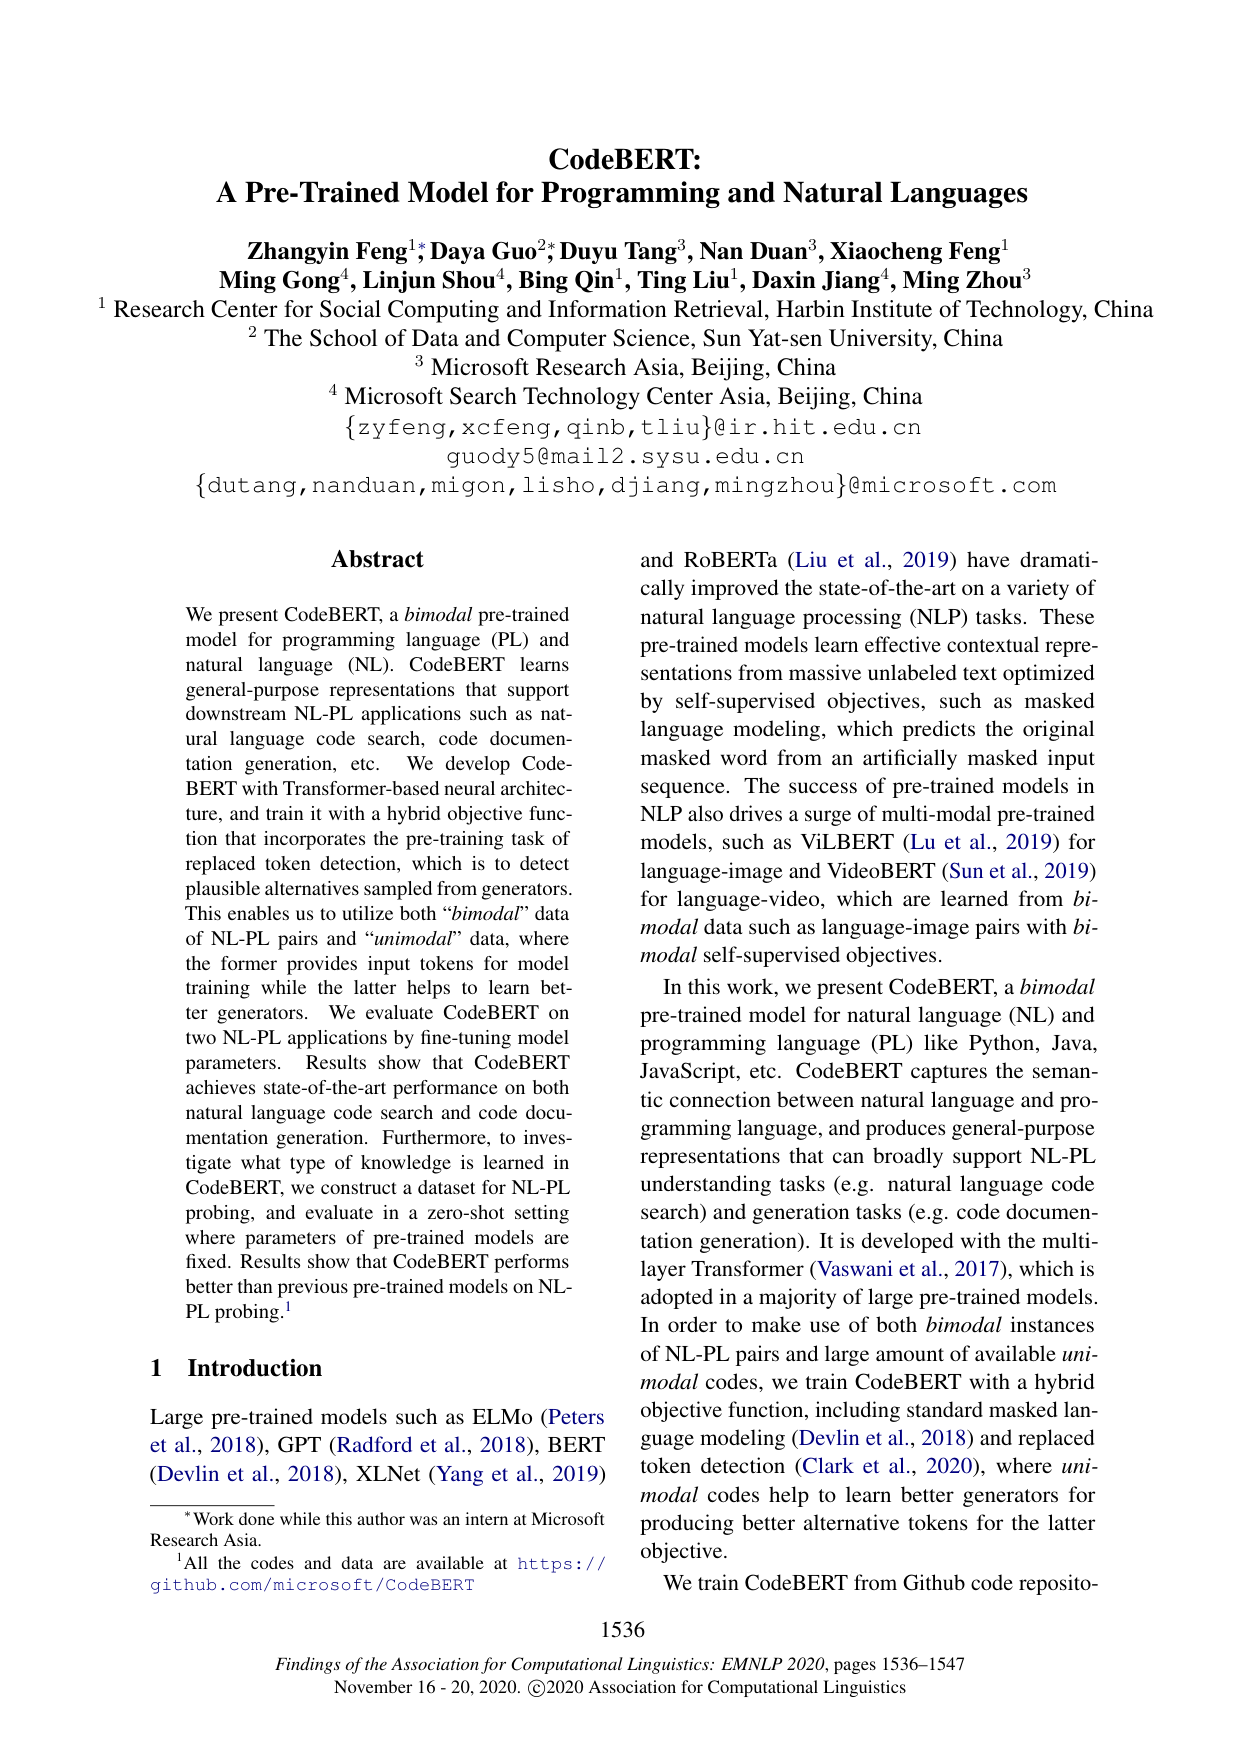 CodeBERT:
A Pre-Trained Model for Programming and Natural Languages
Zhangyin Feng1∗, Daya Guo2∗, Duyu Tang3, Nan Duan3, Xiaocheng Feng1
Ming Gong4, Linjun Shou4, Bing Qin1, Ting Liu1, Daxin Jiang4, Ming Zhou3
1 Research Center for Social Computing and Information Retrieval, Harbin Institute of Technology, China
2 The School of Data and Computer Science, Sun Yat-sen University, China
3 Microsoft Research Asia, Beijing, China
4 Microsoft Search Technology Center Asia, Beijing, China
{zyfeng,xcfeng,qinb,tliu}@ir.hit.edu.cn
guody5@mail2.sysu.edu.cn
{dutang,nanduan,migon,lisho,djiang,mingzhou}@microsoft.com
Abstract
We present CodeBERT, a bimodal pre-trained
model for programming language (PL) and
natural language (NL). CodeBERT learns
general-purpose representations that support
downstream NL-PL applications such as nat-
ural language code search, code documen-
tation generation, etc. We develop Code-
BERT with Transformer-based neural architec-
ture, and train it with a hybrid objective func-
tion that incorporates the pre-training task of
replaced token detection, which is to detect
plausible alternatives sampled from generators.
This enables us to utilize both “bimodal” data
of NL-PL pairs and “unimodal” data, where
the former provides input tokens for model
training while the latter helps to learn bet-
ter generators. We evaluate CodeBERT on
two NL-PL applications by fine-tuning model
parameters. Results show that CodeBERT
achieves state-of-the-art performance on both
natural language code search and code docu-
mentation generation. Furthermore, to inves-
tigate what type of knowledge is learned in
CodeBERT, we construct a dataset for NL-PL
probing, and evaluate in a zero-shot setting
where parameters of pre-trained models are
fixed. Results show that CodeBERT performs
better than previous pre-trained models on NL-
PL probing.1
1 Introduction
Large pre-trained models such as ELMo (Peters
et al., 2018), GPT (Radford et al., 2018), BERT
(Devlin et al., 2018), XLNet (Yang et al., 2019)
∗Work done while this author was an intern at Microsoft
Research Asia.
1All the codes and data are available at https://
github.com/microsoft/CodeBERT
and RoBERTa (Liu et al., 2019) have dramati-
cally improved the state-of-the-art on a variety of
natural language processing (NLP) tasks. These
pre-trained models learn effective contextual repre-
sentations from massive unlabeled text optimized
by self-supervised objectives, such as masked
language modeling, which predicts the original
masked word from an artificially masked input
sequence. The success of pre-trained models in
NLP also drives a surge of multi-modal pre-trained
models, such as ViLBERT (Lu et al., 2019) for
language-image and VideoBERT (Sun et al., 2019)
for language-video, which are learned from bi-
modal data such as language-image pairs with bi-
modal self-supervised objectives.
In this work, we present CodeBERT, a bimodal
pre-trained model for natural language (NL) and
programming language (PL) like Python, Java,
JavaScript, etc. CodeBERT captures the seman-
tic connection between natural language and pro-
gramming language, and produces general-purpose
representations that can broadly support NL-PL
understanding tasks (e.g. natural language code
search) and generation tasks (e.g. code documen-
tation generation). It is developed with the multi-
layer Transformer (Vaswani et al., 2017), which is
adopted in a majority of large pre-trained models.
In order to make use of both bimodal instances
of NL-PL pairs and large amount of available uni-
modal codes, we train CodeBERT with a hybrid
objective function, including standard masked lan-
guage modeling (Devlin et al., 2018) and replaced
token detection (Clark et al., 2020), where uni-
modal codes help to learn better generators for
producing better alternative tokens for the latter
objective.
We train CodeBERT from Github code reposito-
1536
Findings of the Association for Computational Linguistics: EMNLP 2020, pages 1536–1547
November 16 - 20, 2020. ©2020 Association for Computational Linguistics